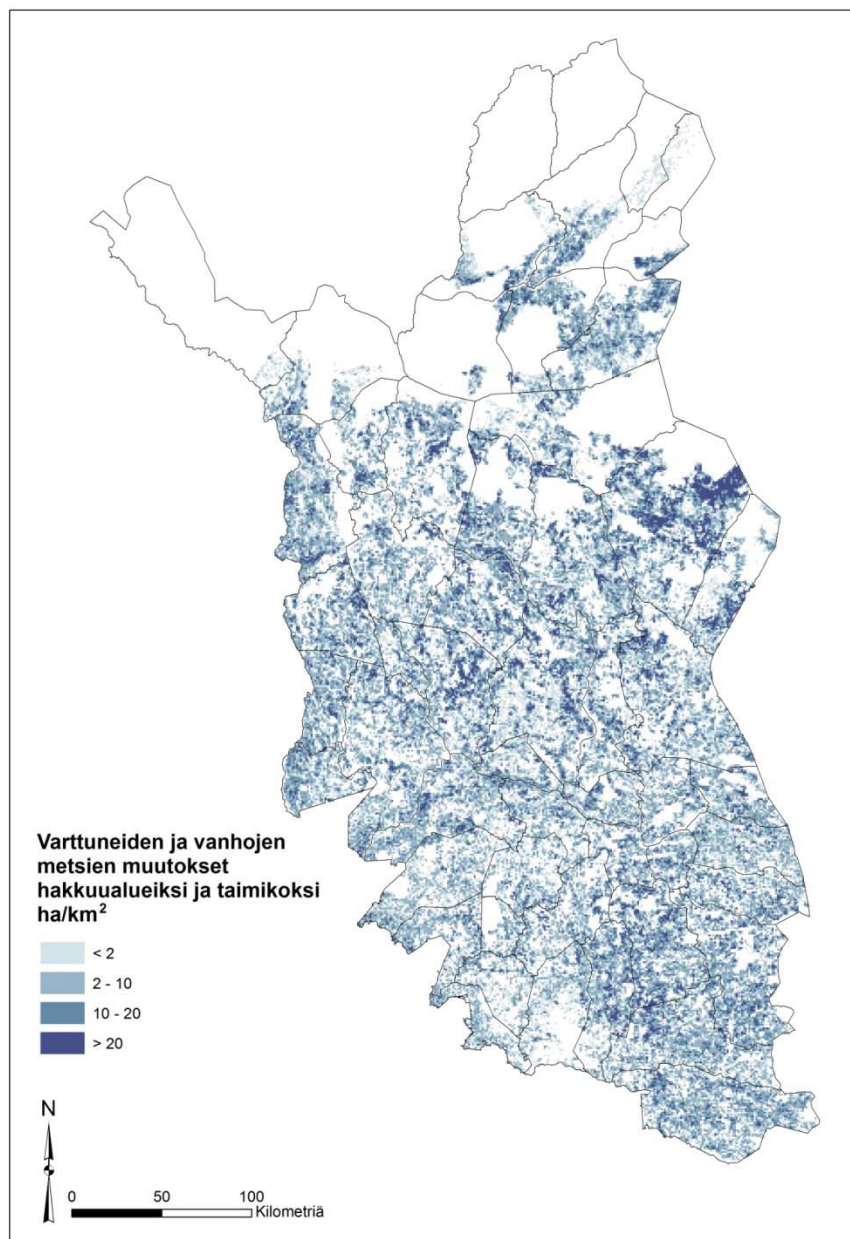 Varttuneiden ja vanhojen
metsien muutokset
hakkuualueiksi ja taimikoksi
ha/km²
< 2
2 - 10
10 - 20
> 20
N
0 50 100
Kilometriä